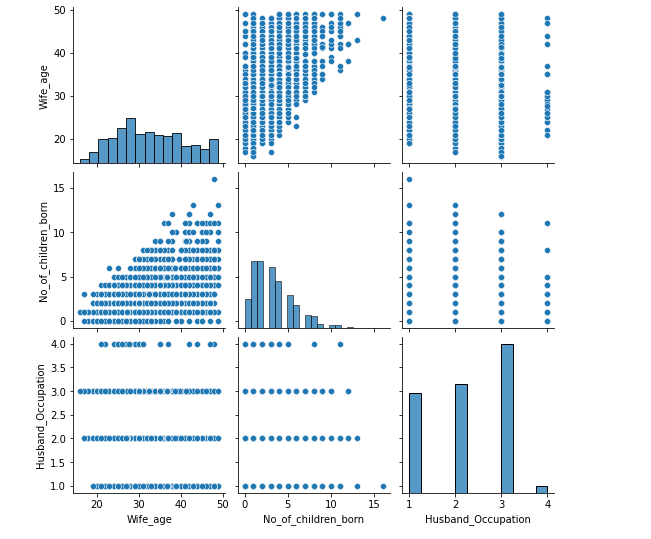 50
40
30
20
Wife_age
15
10
5
0
No_of_children_born
4.0
3.5
3.0
2.5
2.0
1.5
1.0
Husband_Occupation
20 30 40 50
Wife_age
0 5 10 15
No_of_children_born
1 2 3 4
Husband_Occupation